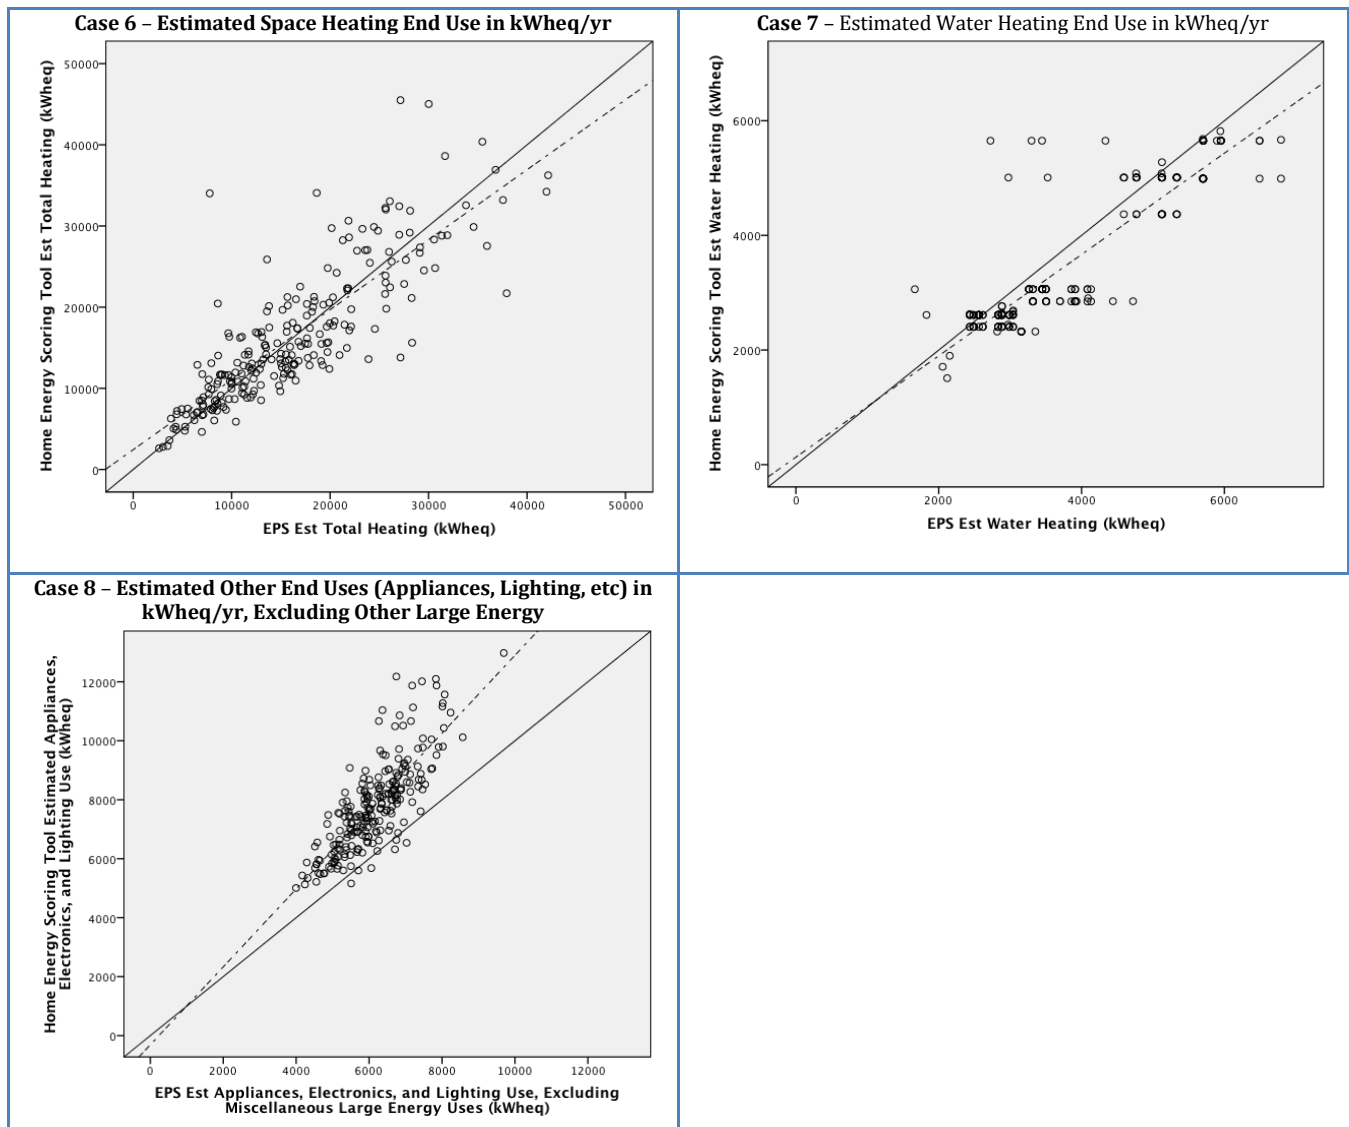 Case 6 – Estimated Space Heating End Use in kWheq/yr
Home Energy Scoring Tool Est Total Heating (kWheq)
50000
40000
30000
20000
10000
0
0 10000 20000 30000 40000 50000
EPS Est Total Heating (kWheq)
Case 7 – Estimated Water Heating End Use in kWheq/yr
Home Energy Scoring Tool Est Water Heating (kWheq)
6000
4000
2000
0
0 2000 4000 6000
EPS Est Water Heating (kWheq)
Case 8 – Estimated Other End Uses (Appliances, Lighting, etc) in
kWheq/yr, Excluding Other Large Energy
Home Energy Scoring Tool Estimated Appliances,
Electronics, and Lighting Use (kWheq)
12000
10000
8000
6000
4000
2000
0
0 2000 4000 6000 8000 10000 12000
EPS Est Appliances, Electronics, and Lighting Use, Excluding
Miscellaneous Large Energy Uses (kWheq)